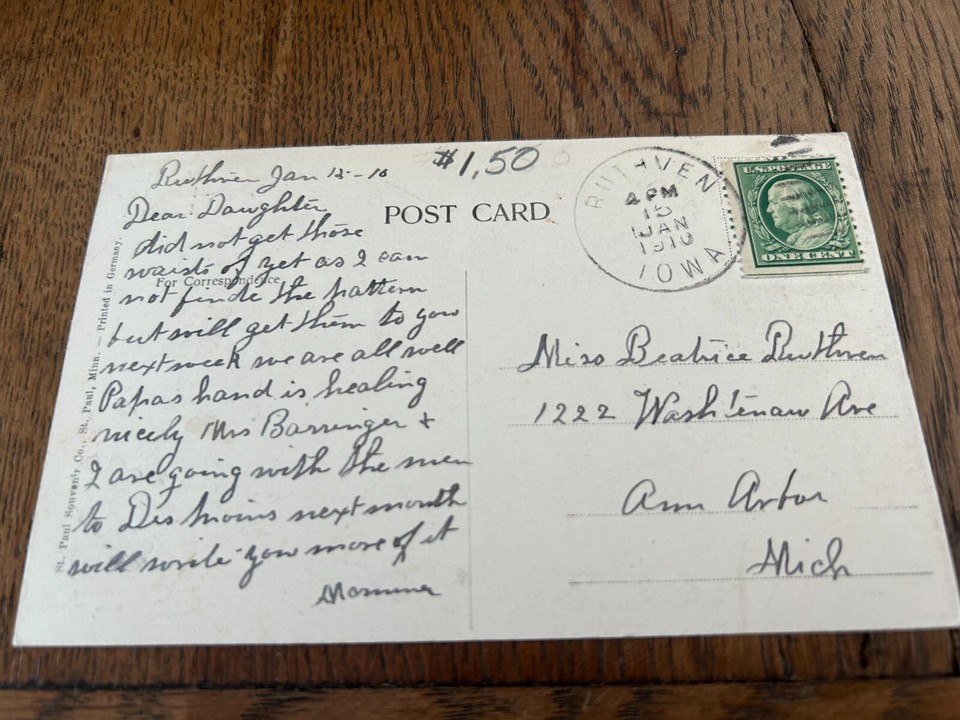 $1,50
Ruthven Jan 15-10
Dear Daughter
did not get those
waists of yet as I can
not finde the pattern
but will get them to you
next week we are all well
Papas hand is healing
nicely Mrs Barringer +
I are going with the men
to Des Moins next month
will write you more of it
Momma
POST CARD
For Correspondence
St. Paul Souvenir Co., St. Paul, Minn. — Printed in Germany.
RUTHVEN
4 PM
15
JAN
1910
IOWA
U.S. POSTAGE
ONE CENT
Miss Beatrice Ruthven
1222 Wash'enaw Ave
Ann Arbor
Mich